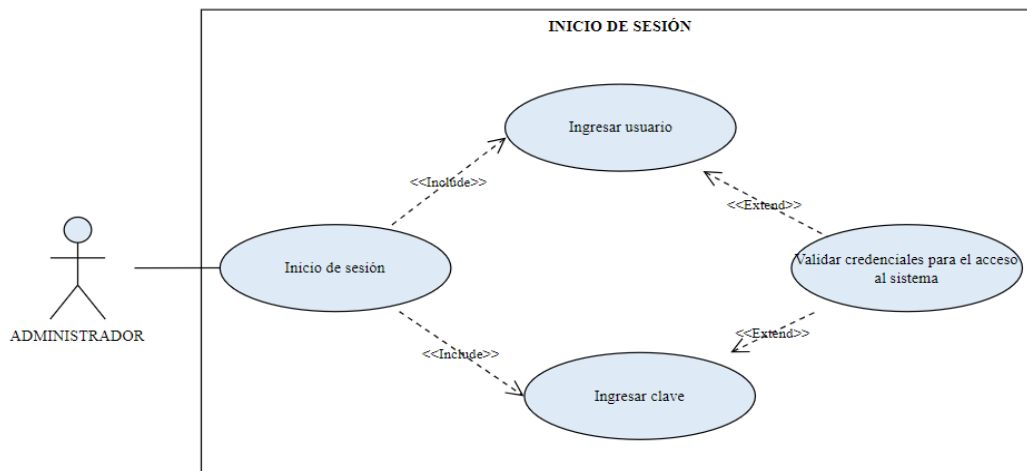 INICIO DE SESIÓN
Ingresar usuario
<<Include>>
<<Extend>>
Inicio de sesión
Validar credenciales para el acceso
al sistema
ADMINISTRADOR
<<Include>>
<<Extend>>
Ingresar clave